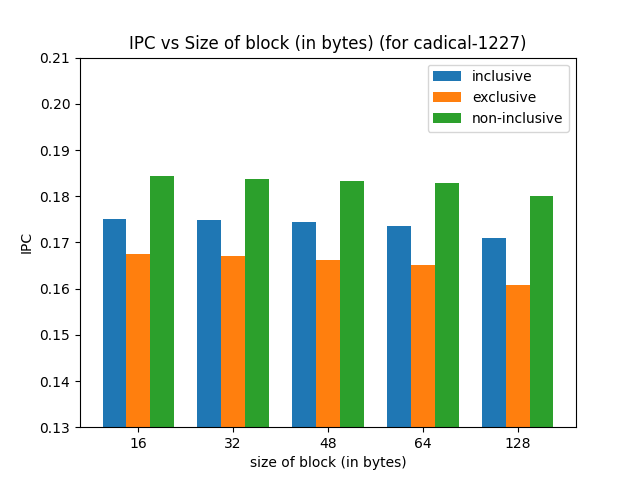 IPC vs Size of block (in bytes) (for cadical-1227)
inclusive
exclusive
non-inclusive
0.21
0.20
0.19
0.18
0.17
0.16
0.15
0.14
0.13
IPC
16 32 48 64 128
size of block (in bytes)